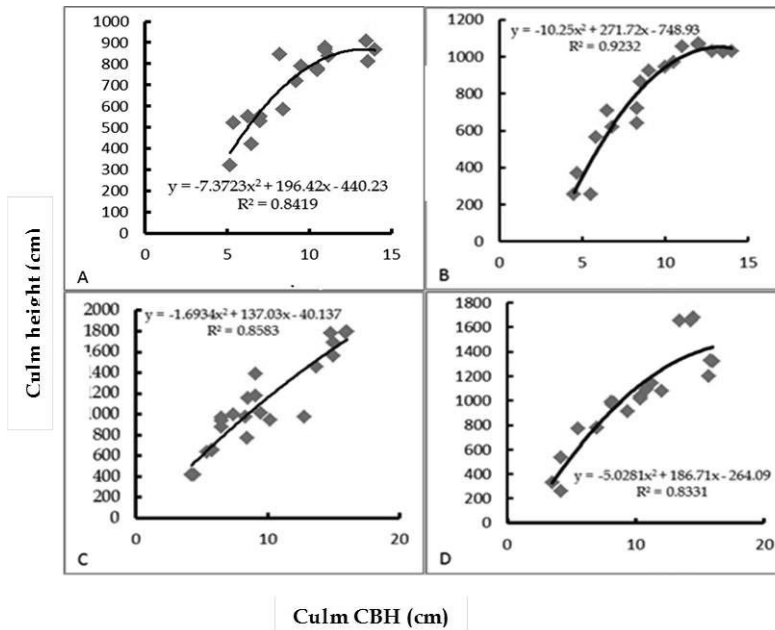 1000
900
800
700
600
500
400
300
200
100
0
0 5 10 15
y = -7.3723x² + 196.42x - 440.23
R² = 0.8419
A
1200
1000
800
600
400
200
0
0 5 10 15
y = -10.25x² + 271.72x - 748.93
R² = 0.9232
B
2000
1800
1600
1400
1200
1000
800
600
400
200
0
0 10 20
y = -1.6934x² + 137.03x - 40.137
R² = 0.8583
C
1800
1600
1400
1200
1000
800
600
400
200
0
0 10 20
y = -5.0281x² + 186.71x - 264.09
R² = 0.8331
D
Culm height (cm)
Culm CBH (cm)